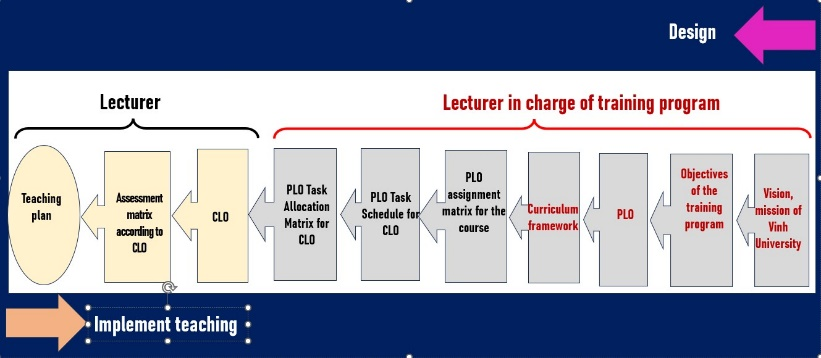 Design
Lecturer
Lecturer in charge of training program
Teaching
plan
Assessment
matrix
according to
CLO
CLO
PLO Task
Allocation
Matrix for
CLO
PLO Task
Schedule for
CLO
PLO
assignment
matrix for the
course
Curriculum
framework
PLO
Objectives
of the
training
program
Vision,
mission of
Vinh
University
Implement teaching